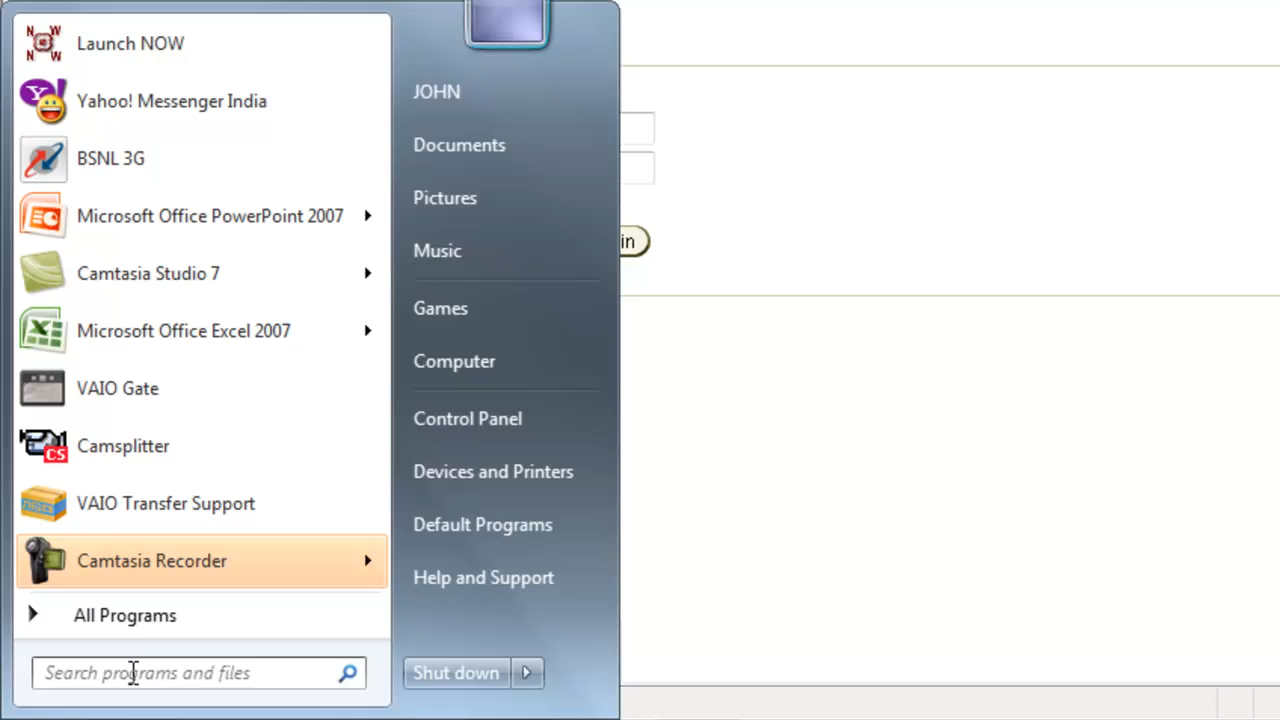 Launch NOW
Yahoo! Messenger India
BSNL 3G
Microsoft Office PowerPoint 2007
Camtasia Studio 7
Microsoft Office Excel 2007
VAIO Gate
Camsplitter
CS
VAIO Transfer Support
Camtasia Recorder
All Programs
Search programs and files
JOHN
Documents
Pictures
Music
Games
Computer
Control Panel
Devices and Printers
Default Programs
Help and Support
Shut down
in